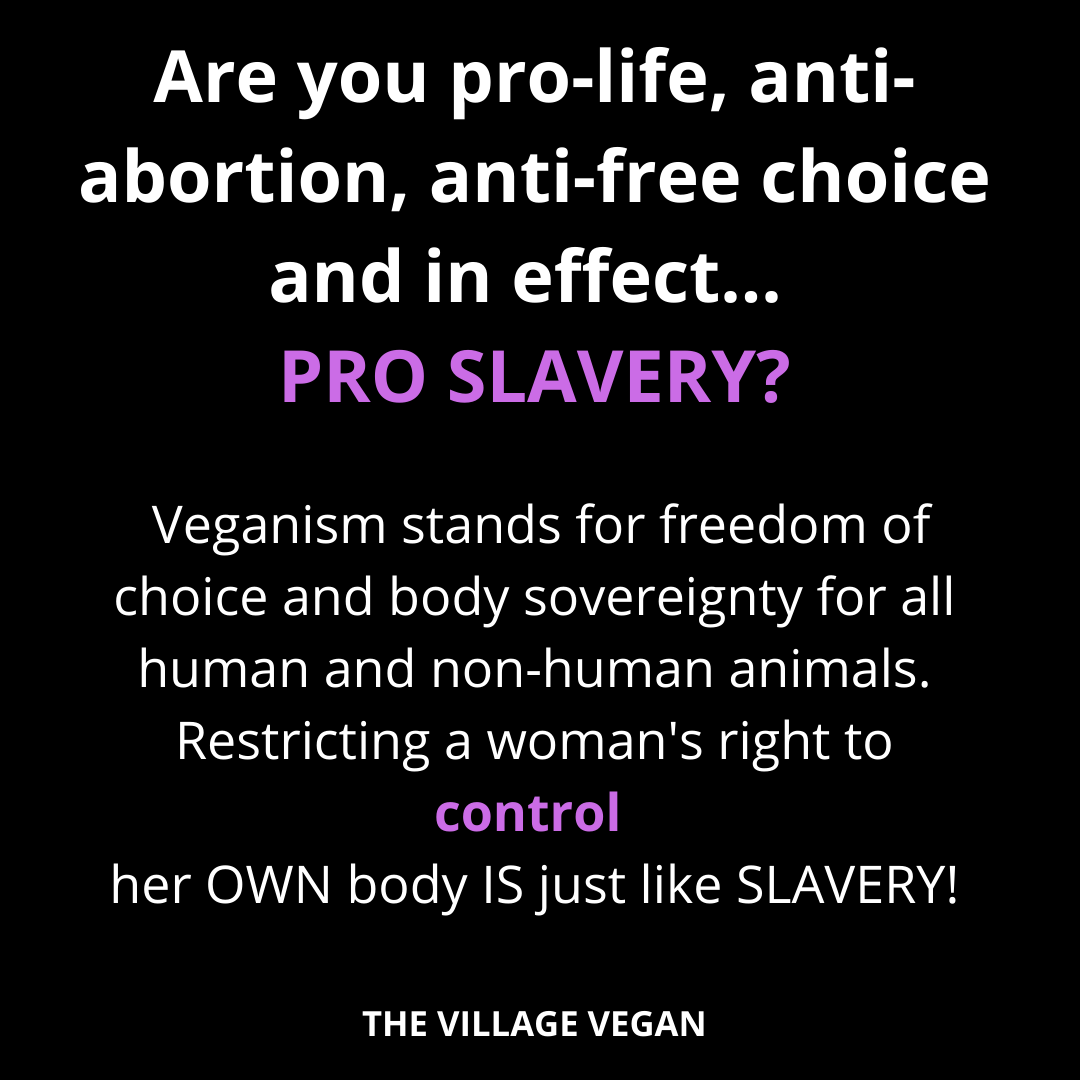 Are you pro-life, anti-
abortion, anti-free choice
and in effect...
PRO SLAVERY?
Veganism stands for freedom of
choice and body sovereignty for all
human and non-human animals.
Restricting a woman's right to
control
her OWN body IS just like SLAVERY!
THE VILLAGE VEGAN